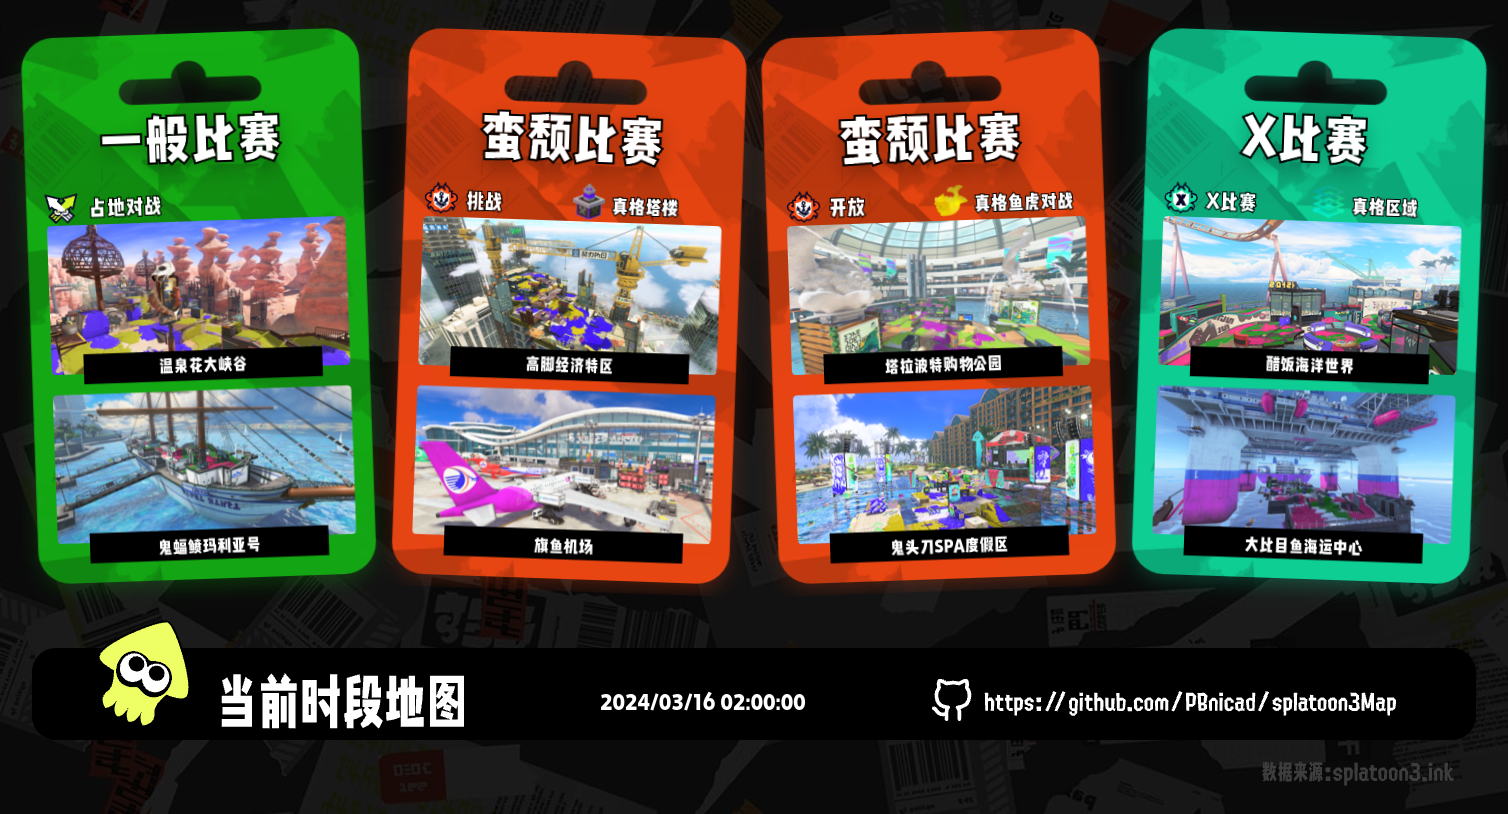 一般比赛
占地对战
温泉花大峡谷
鬼蝠鲼玛利亚号
蛮颓比赛
挑战
真格塔楼
高脚经济特区
旗鱼机场
蛮颓比赛
开放
真格鱼虎对战
塔拉波特购物公园
鬼头刀SPA度假区
X比赛
X比赛
真格区域
醋饭海洋世界
大比目鱼海运中心
当前时段地图
2024/03/16 02:00:00
https://github.com/PBnicad/splatoon3Map
数据来源:splatoon3.ink